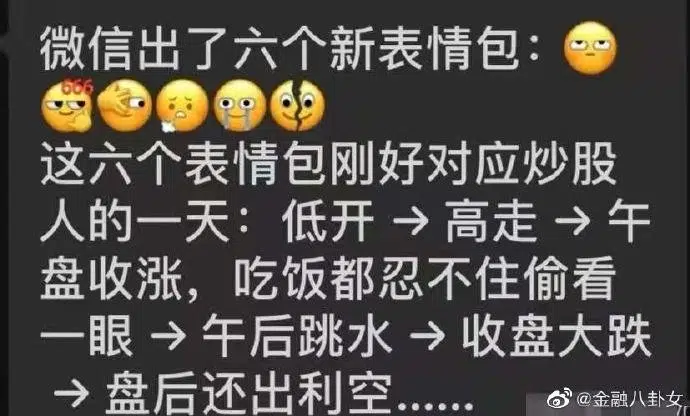 微信出了六个新表情包：🙄
666
这六个表情包刚好对应炒股
人的一天：低开 → 高走 → 午
盘收涨，吃饭都忍不住偷看
一眼 → 午后跳水 → 收盘大跌
→ 盘后还出利空......
@金融八卦女